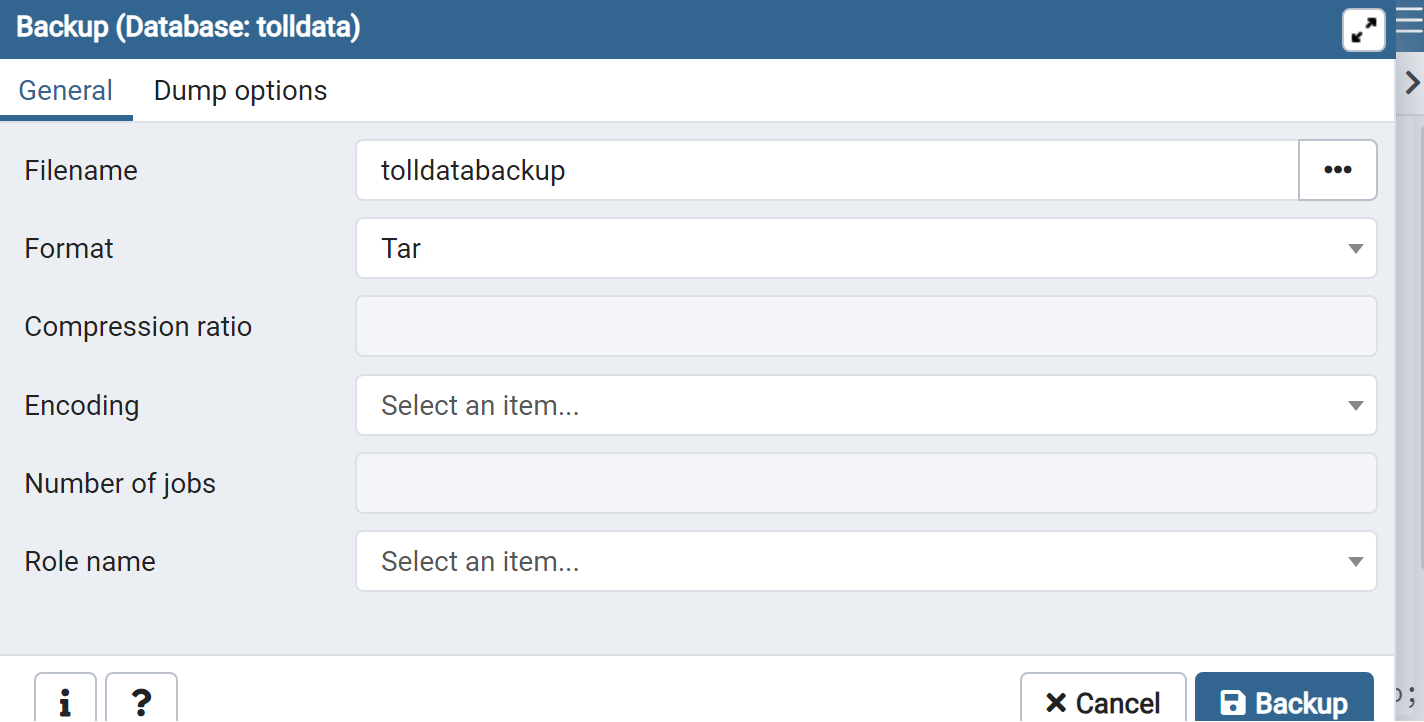 Backup (Database: tolldata)
General Dump options
Filename tolldatabackup •••
Format Tar
Compression ratio
Encoding Select an item...
Number of jobs
Role name Select an item...
i ? Cancel Backup
;